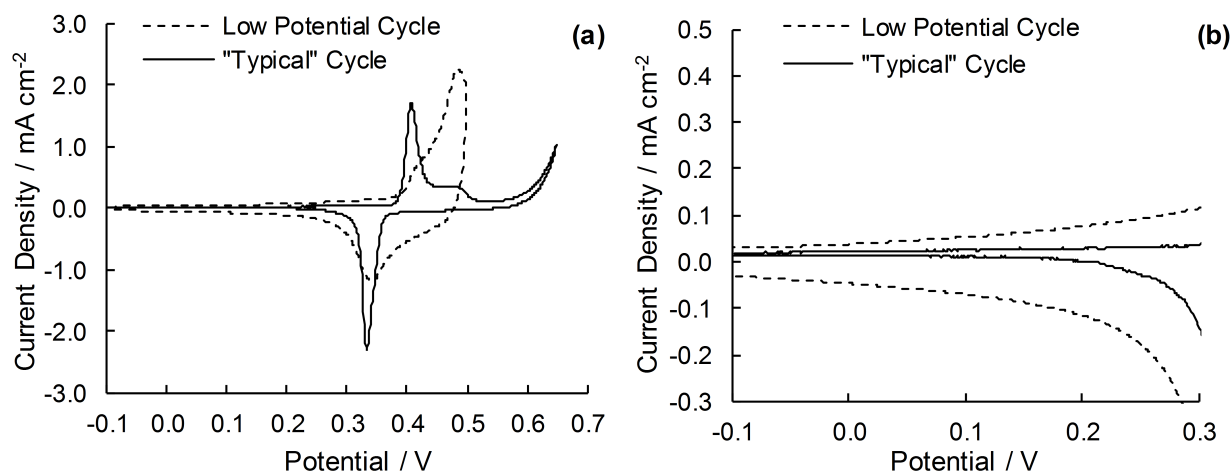 3.0
2.0
1.0
0.0
-1.0
-2.0
-3.0
-0.1 0.0 0.1 0.2 0.3 0.4 0.5 0.6 0.7
Potential / V
Current Density / mA cm-2
Low Potential Cycle
"Typical" Cycle
(a)
0.5
0.4
0.3
0.2
0.1
0.0
-0.1
-0.2
-0.3
-0.1 0.0 0.1 0.2 0.3
Potential / V
Current Density / mA cm-2
Low Potential Cycle
"Typical" Cycle
(b)